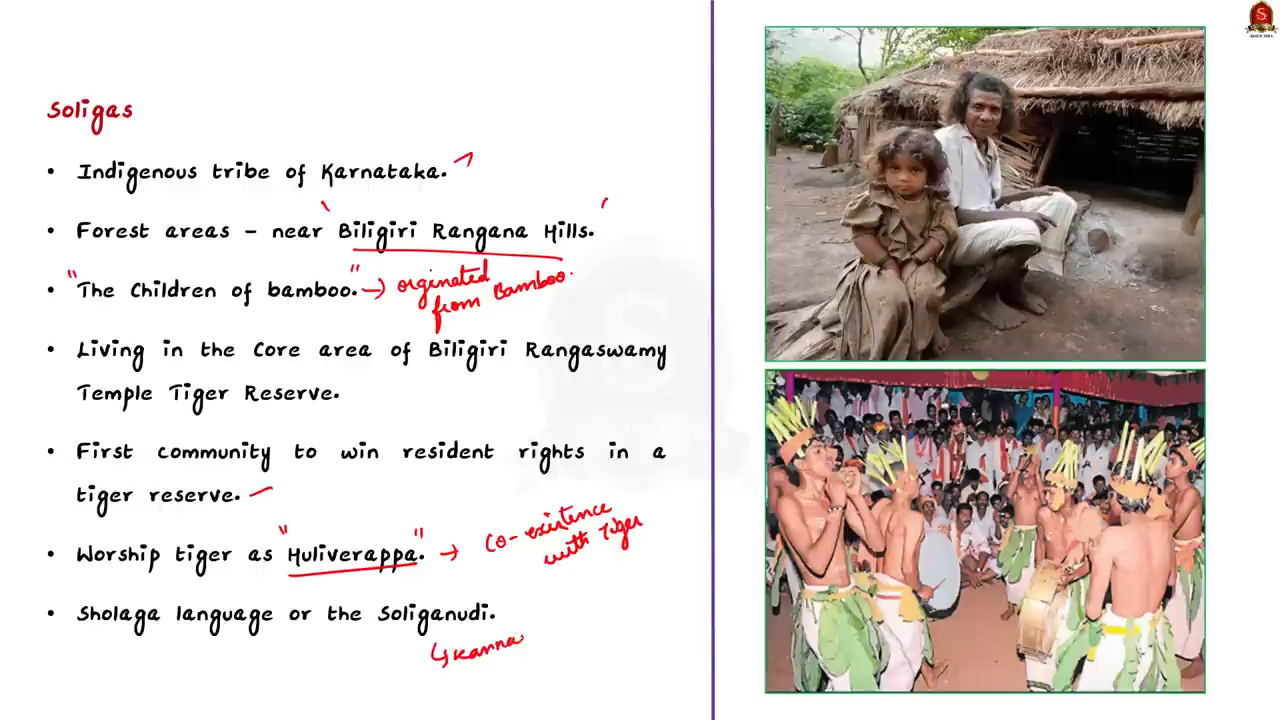 Soligas
• Indigenous tribe of Karnataka.
• Forest areas – near Biligiri Rangana Hills.
• "The Children of bamboo." → orginated
from Bamboo.
• Living in the Core area of Biligiri Rangaswamy
Temple Tiger Reserve.
• First community to win resident rights in a
tiger reserve.
• Worship tiger as "Huliverappa". → Co-existence
with Tiger
• Sholaga language or the Soliganudi.
↳ Kanna